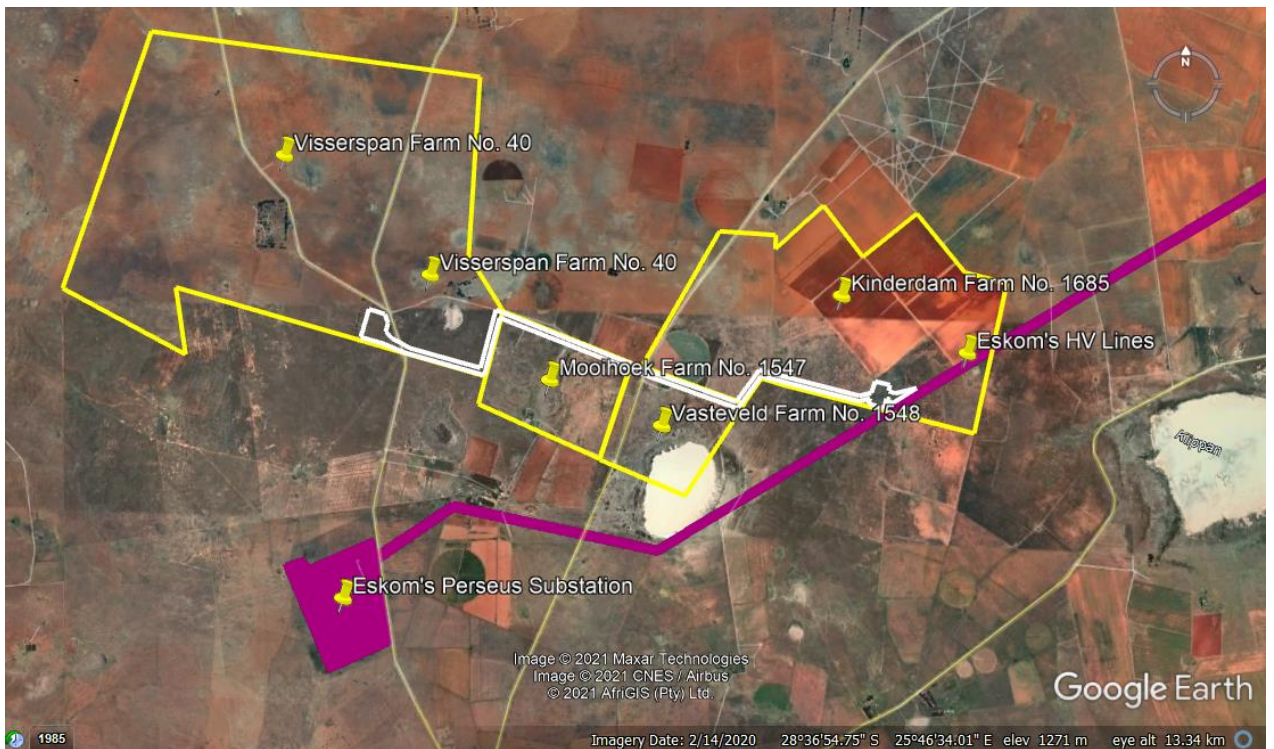 N
Visserspan Farm No. 40
Visserspan Farm No. 40
Kinderdam Farm No. 1685
Eskom's HV Lines
Mooihoek Farm No. 1547
Vasteveld Farm No. 1548
Klippan
Eskom's Perseus Substation
Image © 2021 Maxar Technologies
Image © 2021 CNES / Airbus
© 2021 AfriGIS (Pty) Ltd.
Google Earth
1985
Imagery Date: 2/14/2020 28°36'54.75" S 25°46'34.01" E elev 1271 m eye alt 13.34 km